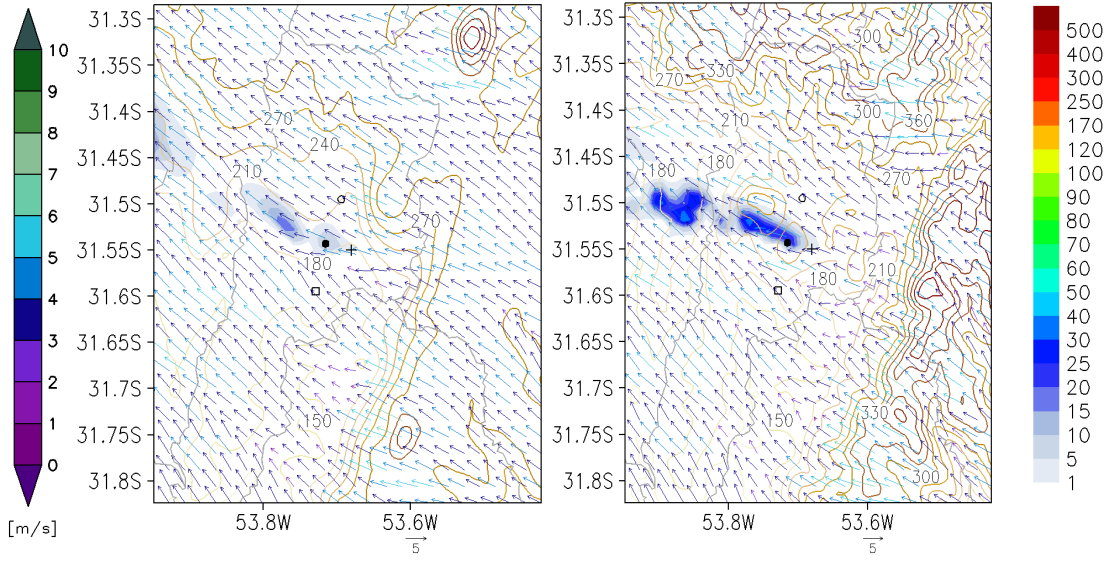 10
9
8
7
6
5
4
3
2
1
0
[m/s]
31.3S
31.35S
31.4S
31.45S
31.5S
31.55S
31.6S
31.65S
31.7S
31.75S
31.8S
270
240
210
270
180
150
53.8W
53.6W
5
31.3S
31.35S
31.4S
31.45S
31.5S
31.55S
31.6S
31.65S
31.7S
31.75S
31.8S
300
330
270
300
360
210
180
180
270
210
180
150
330
300
53.8W
53.6W
5
500
400
300
250
170
120
100
90
80
70
60
50
40
30
25
20
15
10
5
1